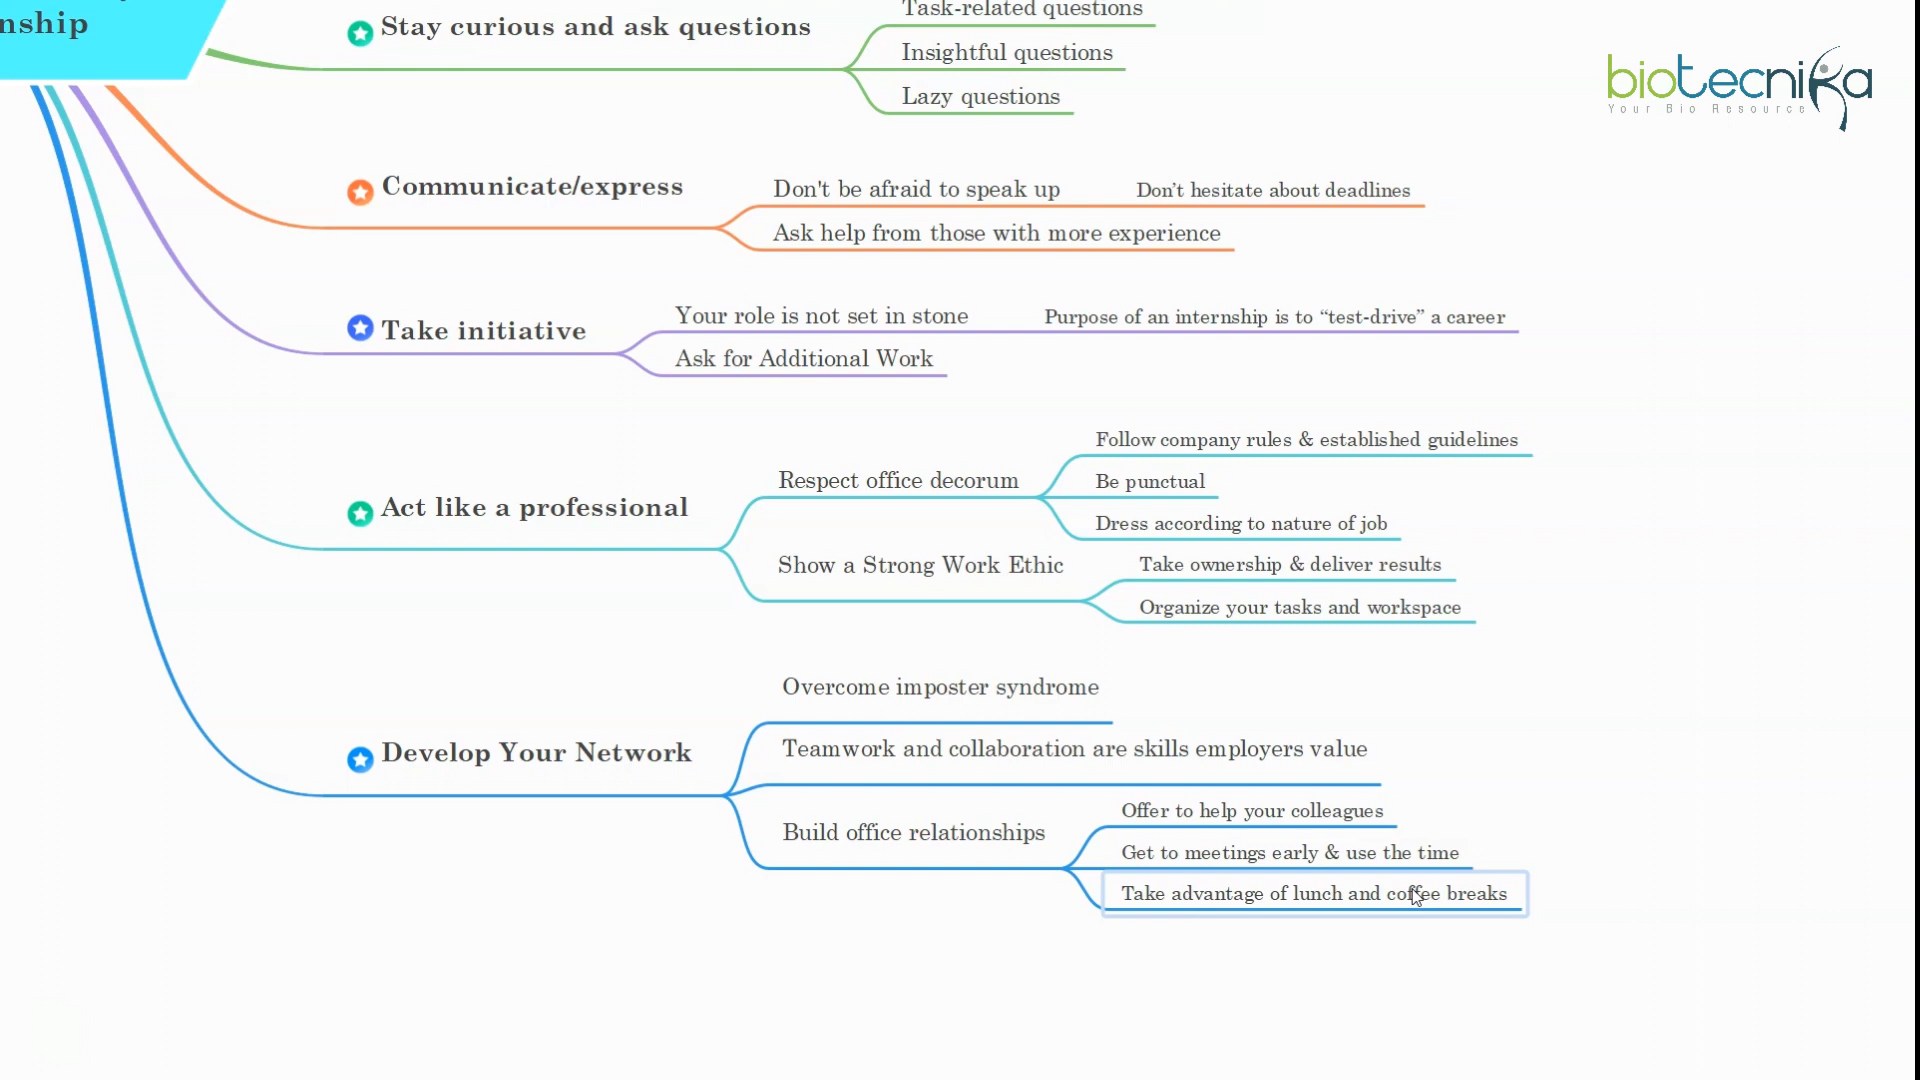 nship
Stay curious and ask questions
Task-related questions
Insightful questions
Lazy questions
biotecnika
Your Bio Resource
Communicate/express
Don't be afraid to speak up
Don’t hesitate about deadlines
Ask help from those with more experience
Take initiative
Your role is not set in stone
Purpose of an internship is to “test-drive” a career
Ask for Additional Work
Act like a professional
Respect office decorum
Follow company rules & established guidelines
Be punctual
Dress according to nature of job
Show a Strong Work Ethic
Take ownership & deliver results
Organize your tasks and workspace
Develop Your Network
Overcome imposter syndrome
Teamwork and collaboration are skills employers value
Build office relationships
Offer to help your colleagues
Get to meetings early & use the time
Take advantage of lunch and coffee breaks